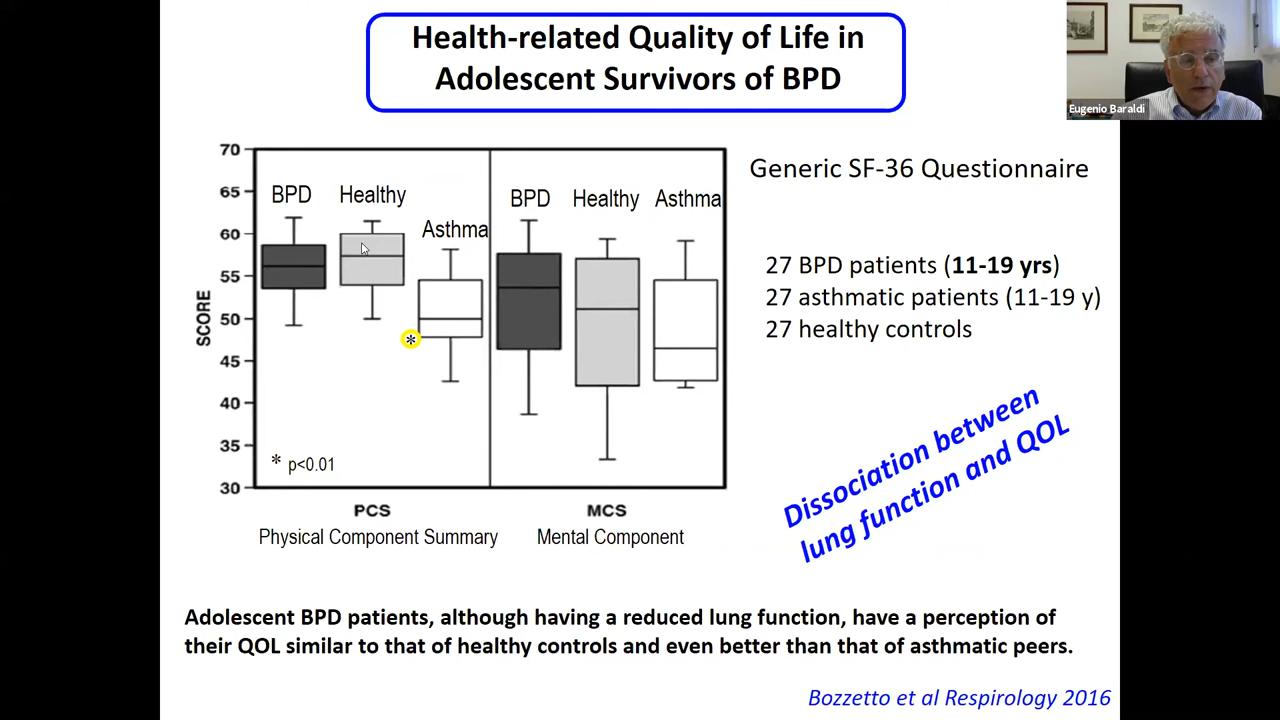 Health-related Quality of Life in
Adolescent Survivors of BPD
Eugenio Baraldi
70
65
60
55
50
45
40
35
30
SCORE
BPD
Healthy
Asthma
BPD
Healthy
Asthma
*
* p<0.01
PCS
MCS
Physical Component Summary
Mental Component
Generic SF-36 Questionnaire
27 BPD patients (11-19 yrs)
27 asthmatic patients (11-19 y)
27 healthy controls
Dissociation between
lung function and QOL
Adolescent BPD patients, although having a reduced lung function, have a perception of
their QOL similar to that of healthy controls and even better than that of asthmatic peers.
Bozzetto et al Respirology 2016